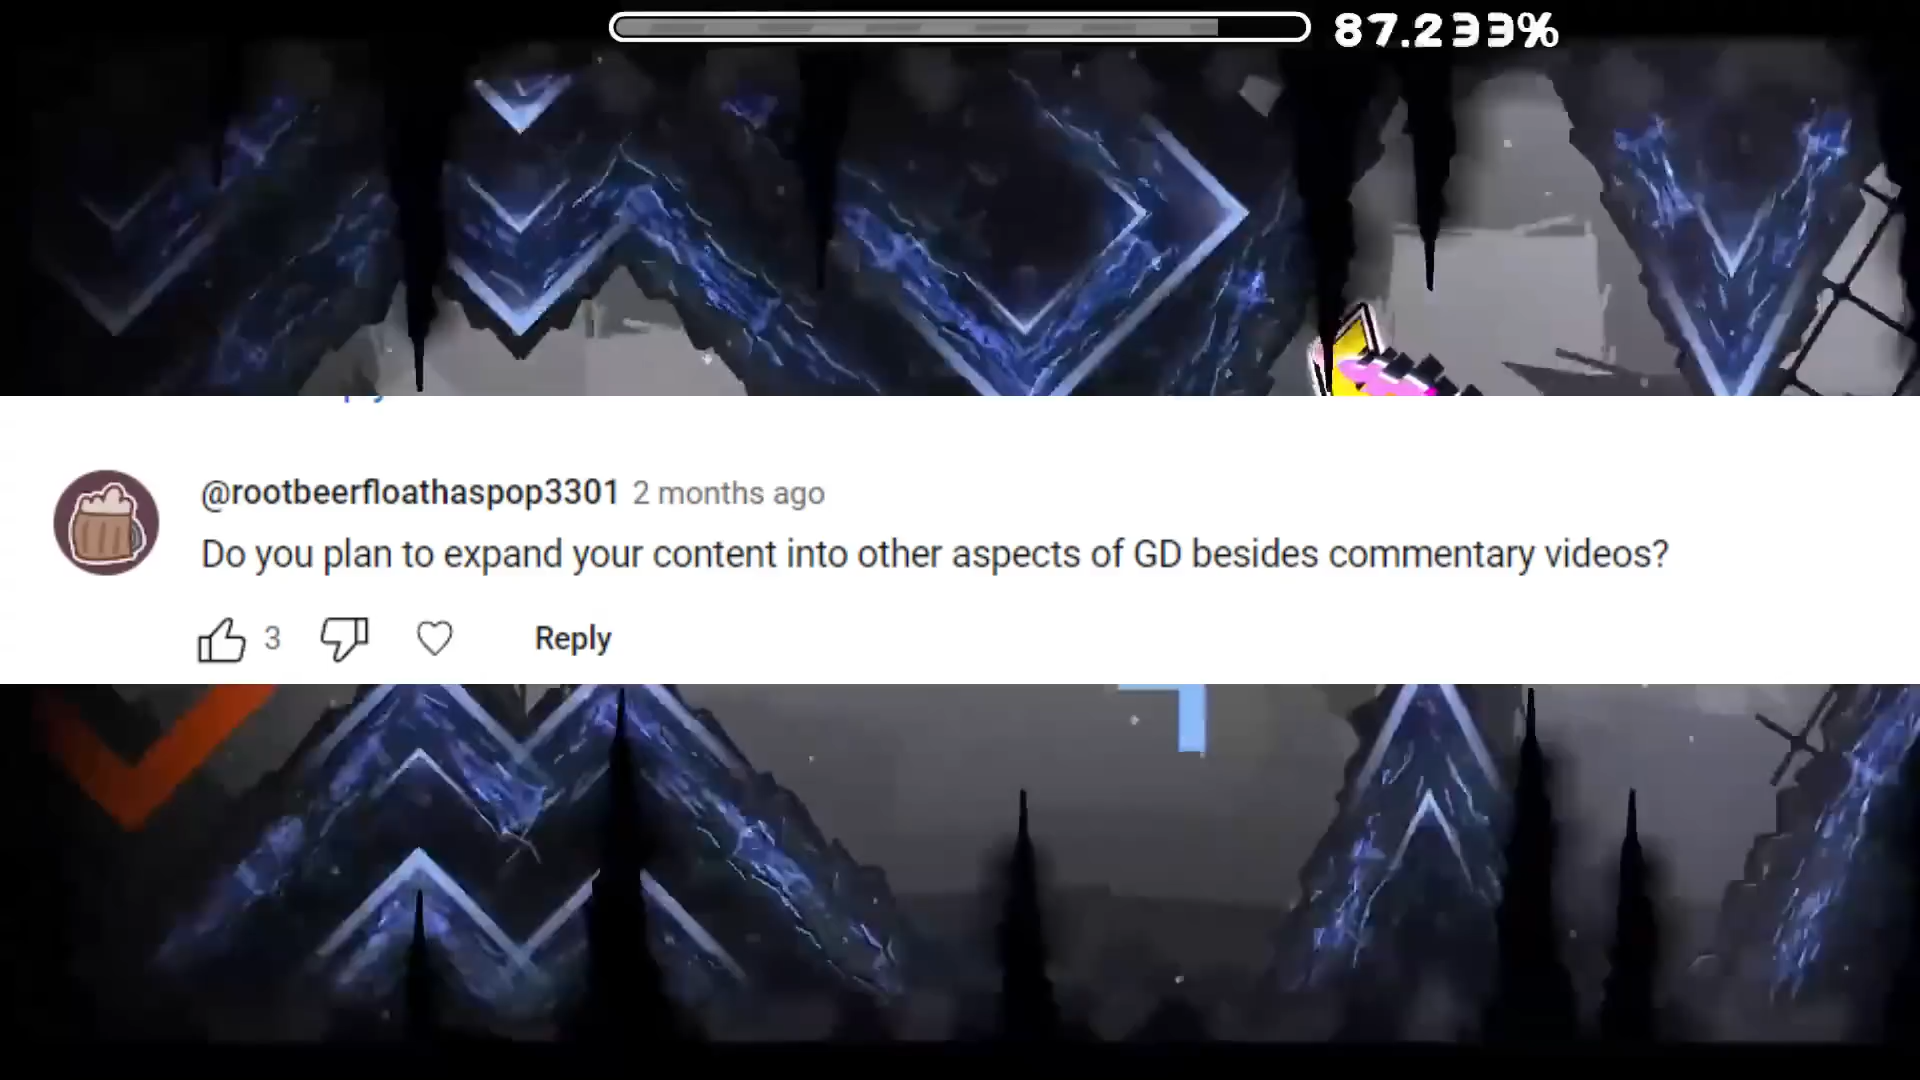 87.233%
@rootbeerfloathaspop3301 2 months ago
Do you plan to expand your content into other aspects of GD besides commentary videos?
3
Reply